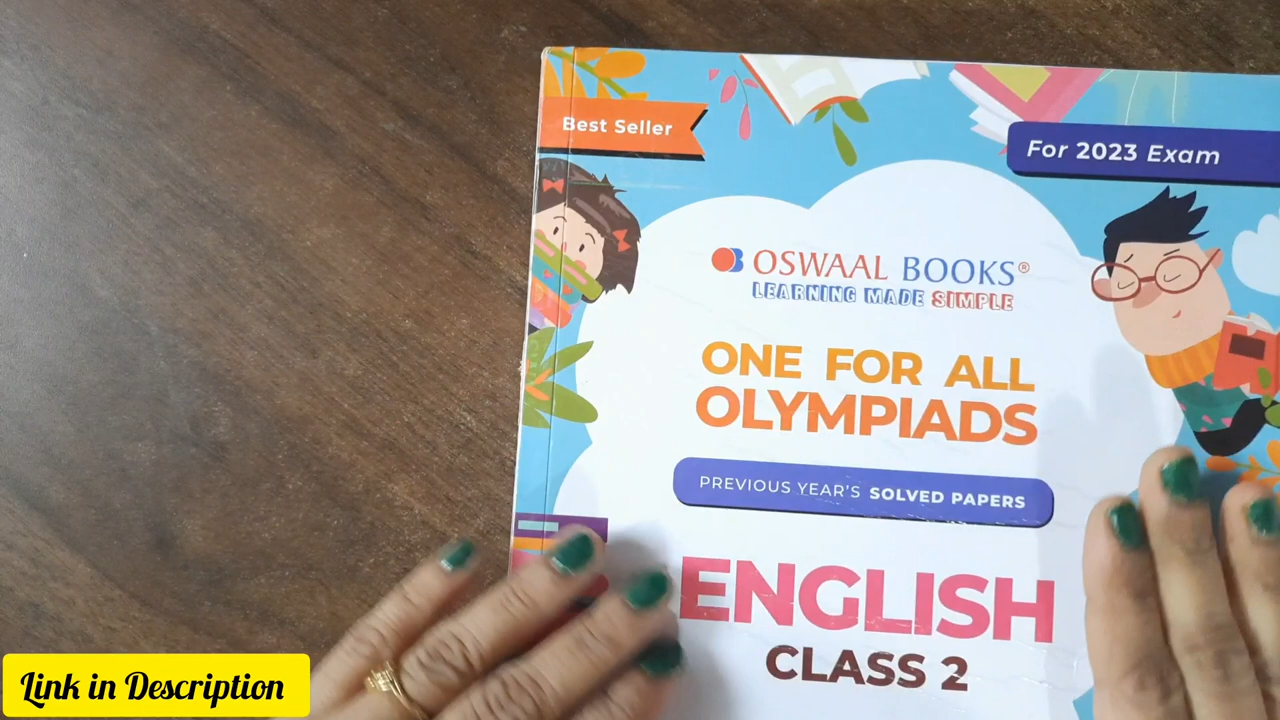 Best Seller
For 2023 Exam
OSWAAL BOOKS®
LEARNING MADE SIMPLE
ONE FOR ALL
OLYMPIADS
PREVIOUS YEAR'S SOLVED PAPERS
ENGLISH
CLASS 2
Link in Description